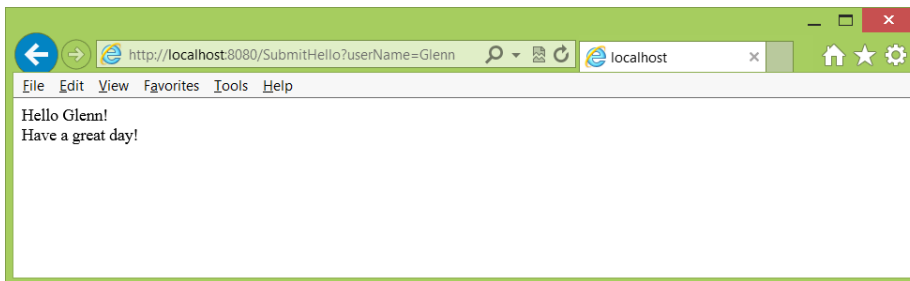 http://localhost:8080/SubmitHello?userName=Glenn
localhost
File Edit View Favorites Tools Help
Hello Glenn!
Have a great day!